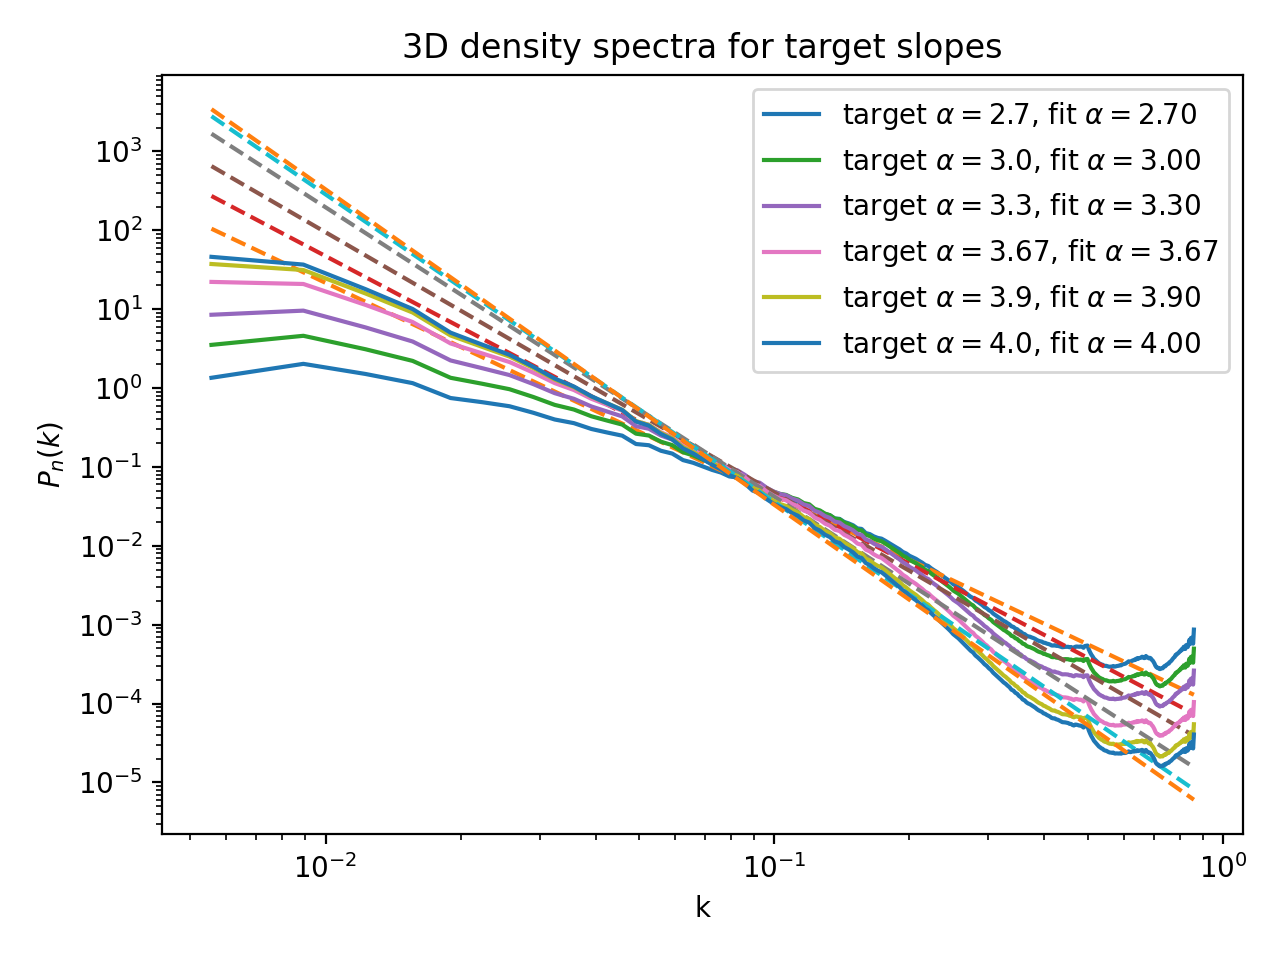 3D density spectra for target slopes
target α = 2.7, fit α = 2.70
target α = 3.0, fit α = 3.00
target α = 3.3, fit α = 3.30
target α = 3.67, fit α = 3.67
target α = 3.9, fit α = 3.90
target α = 4.0, fit α = 4.00
10³
10²
10¹
10⁰
10⁻¹
10⁻²
10⁻³
10⁻⁴
10⁻⁵
Pₙ(k)
10⁻² 10⁻¹ 10⁰
k